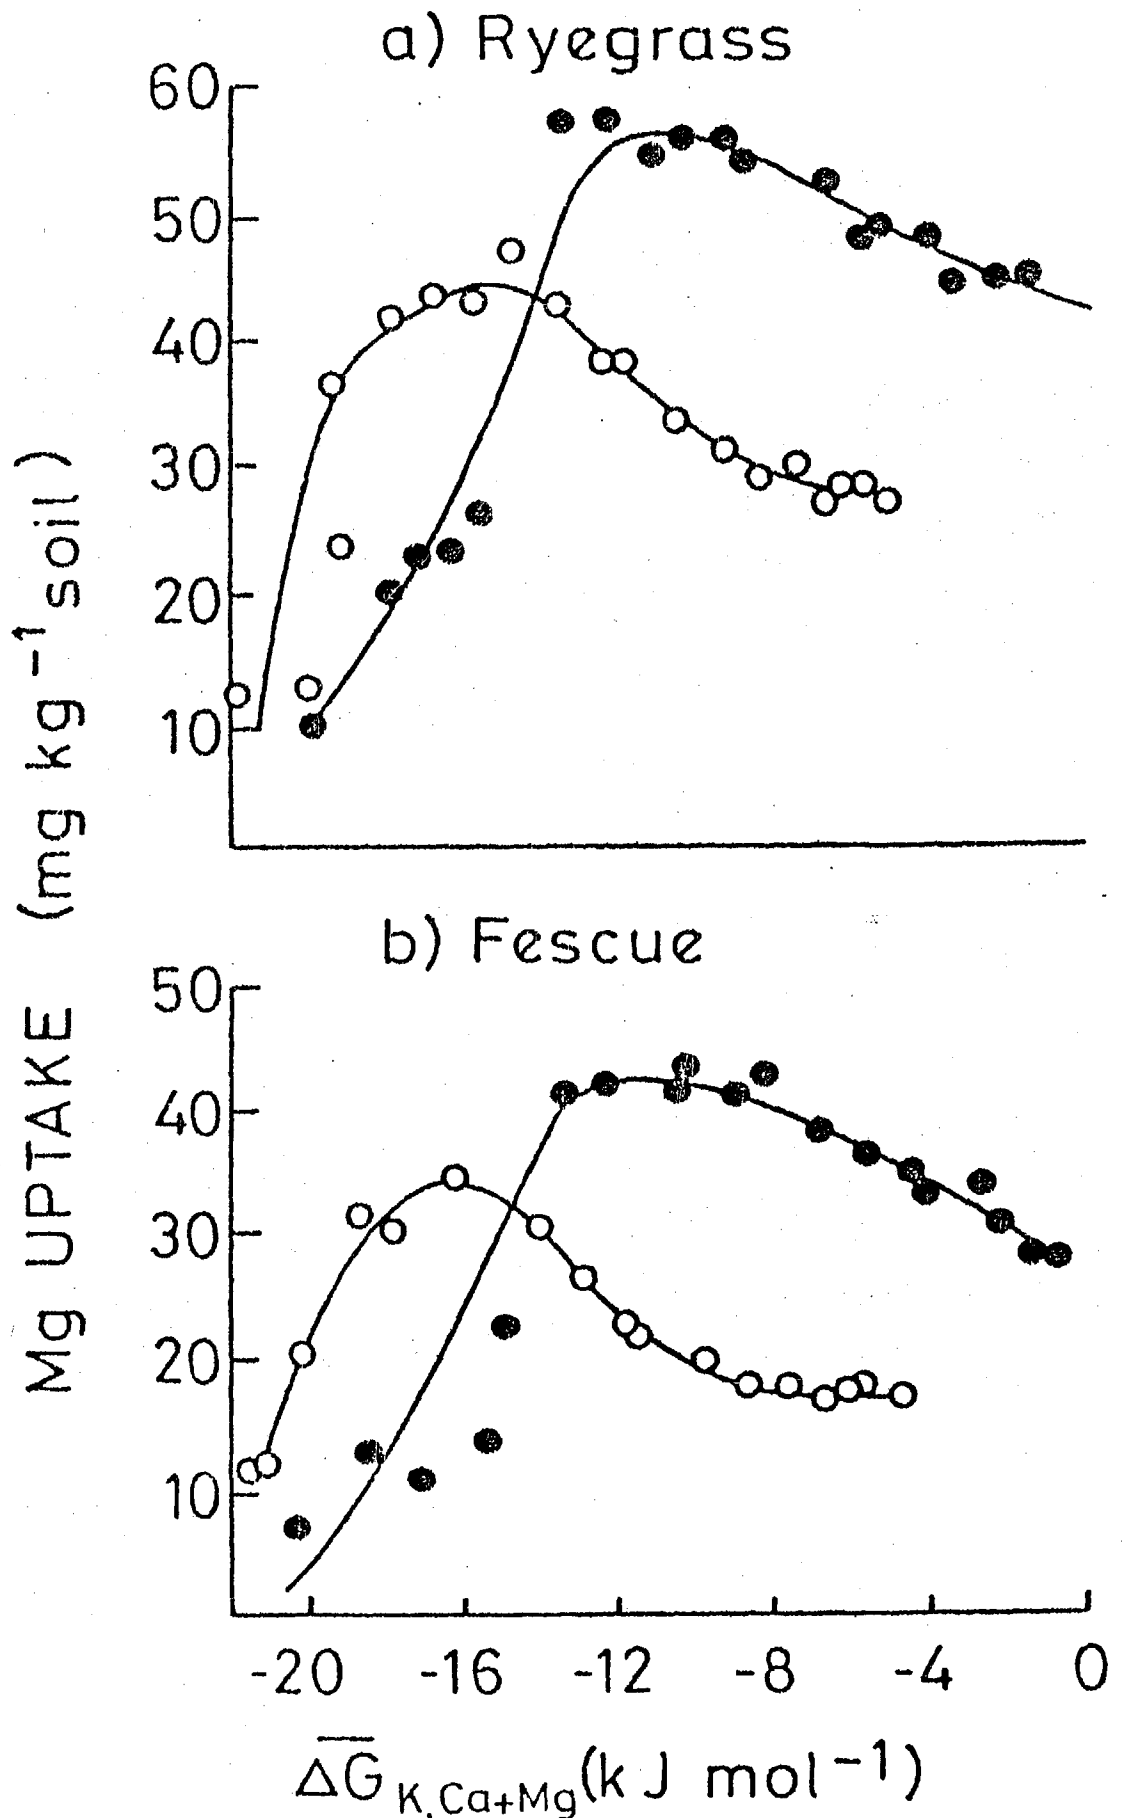 a) Ryegrass
60
50
40
30
20
10
b) Fescue
50
40
30
20
10
-20 -16 -12 -8 -4 0
ΔG̅ K,Ca+Mg (kJ mol⁻¹)
Mg UPTAKE (mg kg⁻¹ soil)